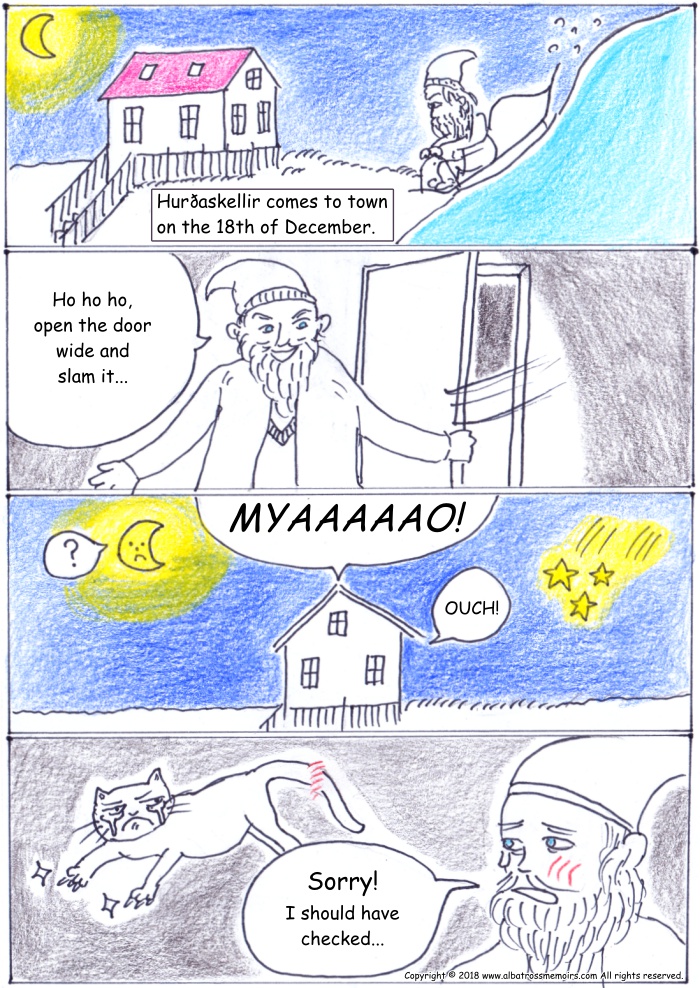 Hurðaskellir comes to town
on the 18th of December.
Ho ho ho,
open the door
wide and
slam it...
MYAAAAAAO!
?
OUCH!
Sorry!
I should have
checked...
Copyright © 2018 www.albatrossmemoirs.com All rights reserved.